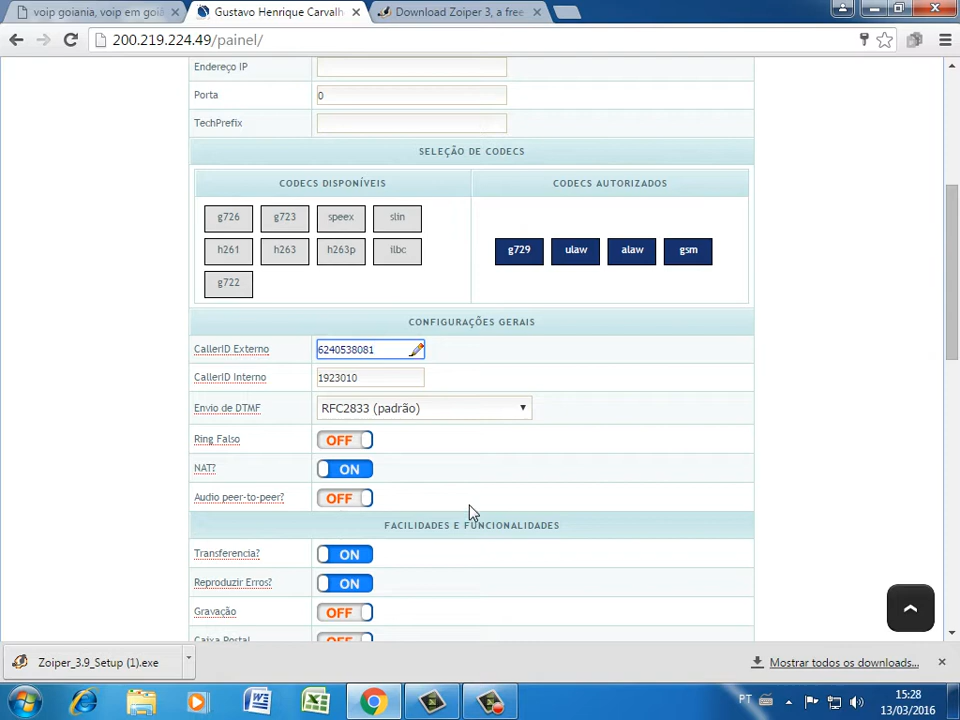 voip goiania, voip em goiâ
Gustavo Henrique Carvalh
Download Zoiper 3, a free
200.219.224.49/painel/
Endereço IP
Porta 0
TechPrefix
SELEÇÃO DE CODECS
CODECS DISPONÍVEIS CODECS AUTORIZADOS
g726 g723 speex slin
h261 h263 h263p ilbc
g722
g729 ulaw alaw gsm
CONFIGURAÇÕES GERAIS
CallerID Externo 6240538081
CallerID Interno 1923010
Envio de DTMF RFC2833 (padrão)
Ring Falso OFF
NAT? ON
Audio peer-to-peer? OFF
FACILIDADES E FUNCIONALIDADES
Transferencia? ON
Reproduzir Erros? ON
Gravação OFF
Caixa Postal OFF
Zoiper_3.9_Setup (1).exe
Mostrar todos os downloads...
PT
15:28
13/03/2016